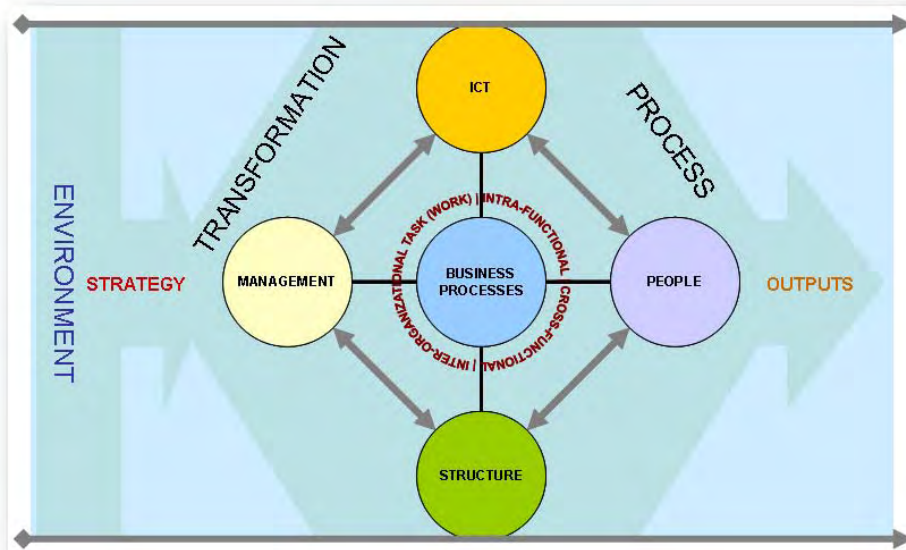 ICT
TRANSFORMATION
PROCESS
ENVIRONMENT
STRATEGY
MANAGEMENT
TASK (WORK) | INTRA-FUNCTIONAL CROSS-FUNCTIONAL | INTER-ORGANIZATIONAL
BUSINESS
PROCESSES
PEOPLE
OUTPUTS
STRUCTURE